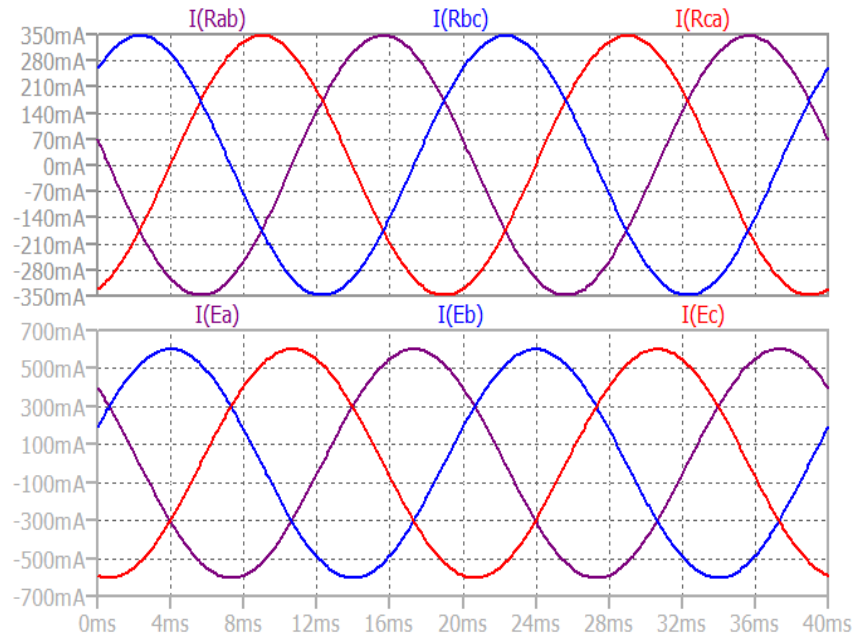 I(Rab) I(Rbc) I(Rca)
350mA
280mA
210mA
140mA
70mA
0mA
-70mA
-140mA
-210mA
-280mA
-350mA
I(Ea) I(Eb) I(Ec)
700mA
500mA
300mA
100mA
-100mA
-300mA
-500mA
-700mA
0ms 4ms 8ms 12ms 16ms 20ms 24ms 28ms 32ms 36ms 40ms